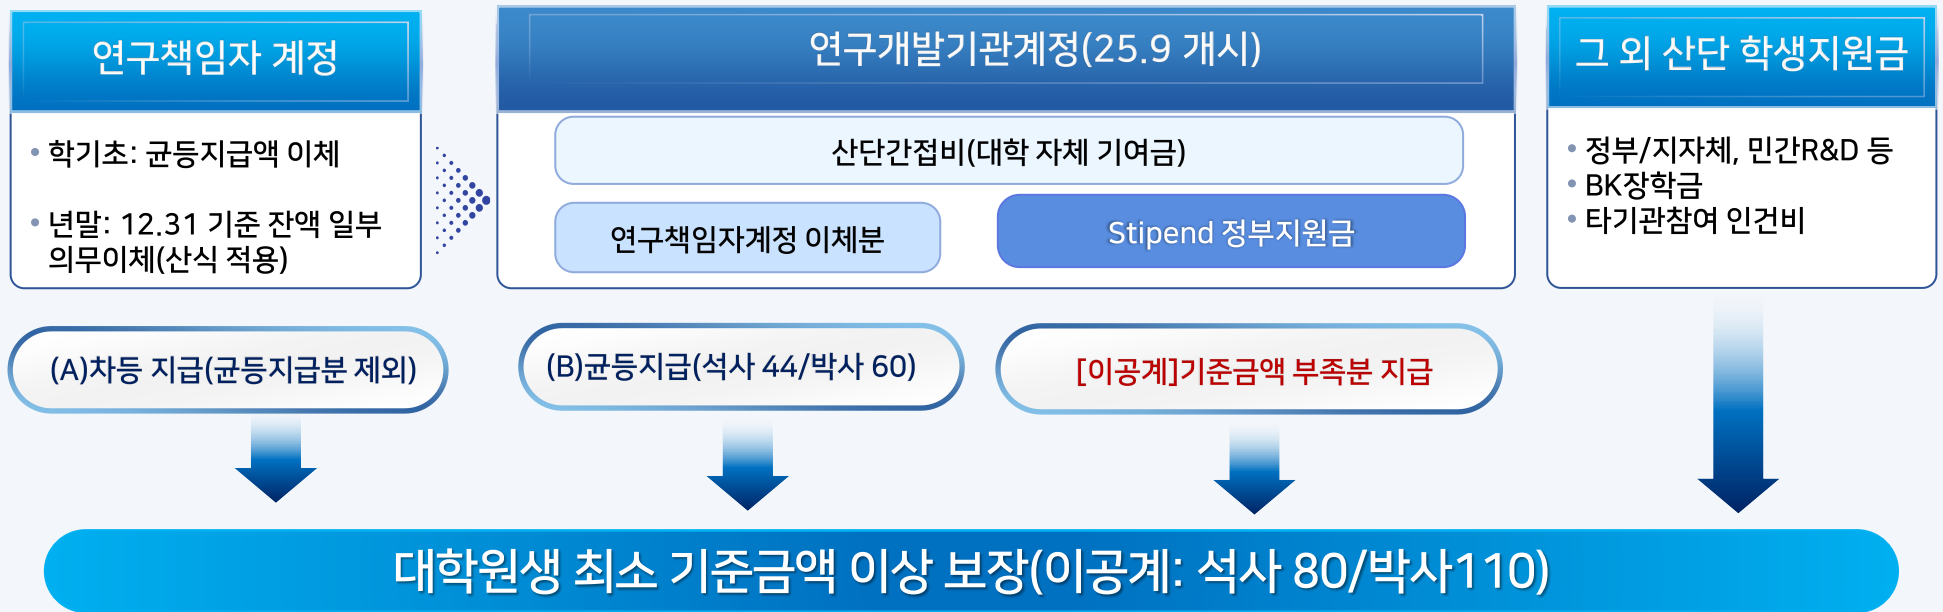 연구책임자 계정
• 학기초: 균등지급액 이체
• 년말: 12.31 기준 잔액 일부
의무이체(산식 적용)
연구개발기관계정(25.9 개시)
산단간접비(대학 자체 기여금)
연구책임자계정 이체분
Stipend 정부지원금
그 외 산단 학생지원금
• 정부/지자체, 민간R&D 등
• BK장학금
• 타기관참여 인건비
(A)차등 지급(균등지급분 제외)
(B)균등지급(석사 44/박사 60)
[이공계]기준금액 부족분 지급
대학원생 최소 기준금액 이상 보장(이공계: 석사 80/박사110)